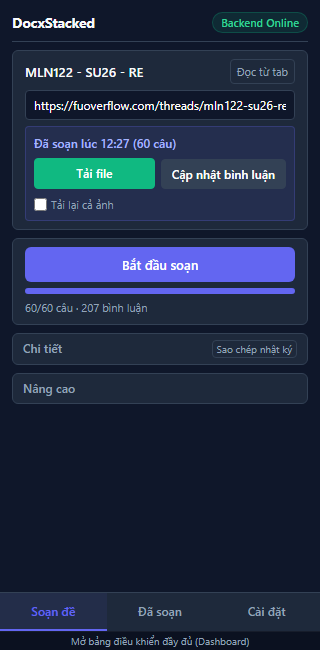 DocxStacked
Backend Online
MLN122 - SU26 - RE
Đọc từ tab
https://fuoverflow.com/threads/mln122-su26-re
Đã soạn lúc 12:27 (60 câu)
Tải file
Cập nhật bình luận
Tải lại cả ảnh
Bắt đầu soạn
60/60 câu · 207 bình luận
Chi tiết
Sao chép nhật ký
Nâng cao
Soạn đề
Đã soạn
Cài đặt
Mở bảng điều khiển đầy đủ (Dashboard)